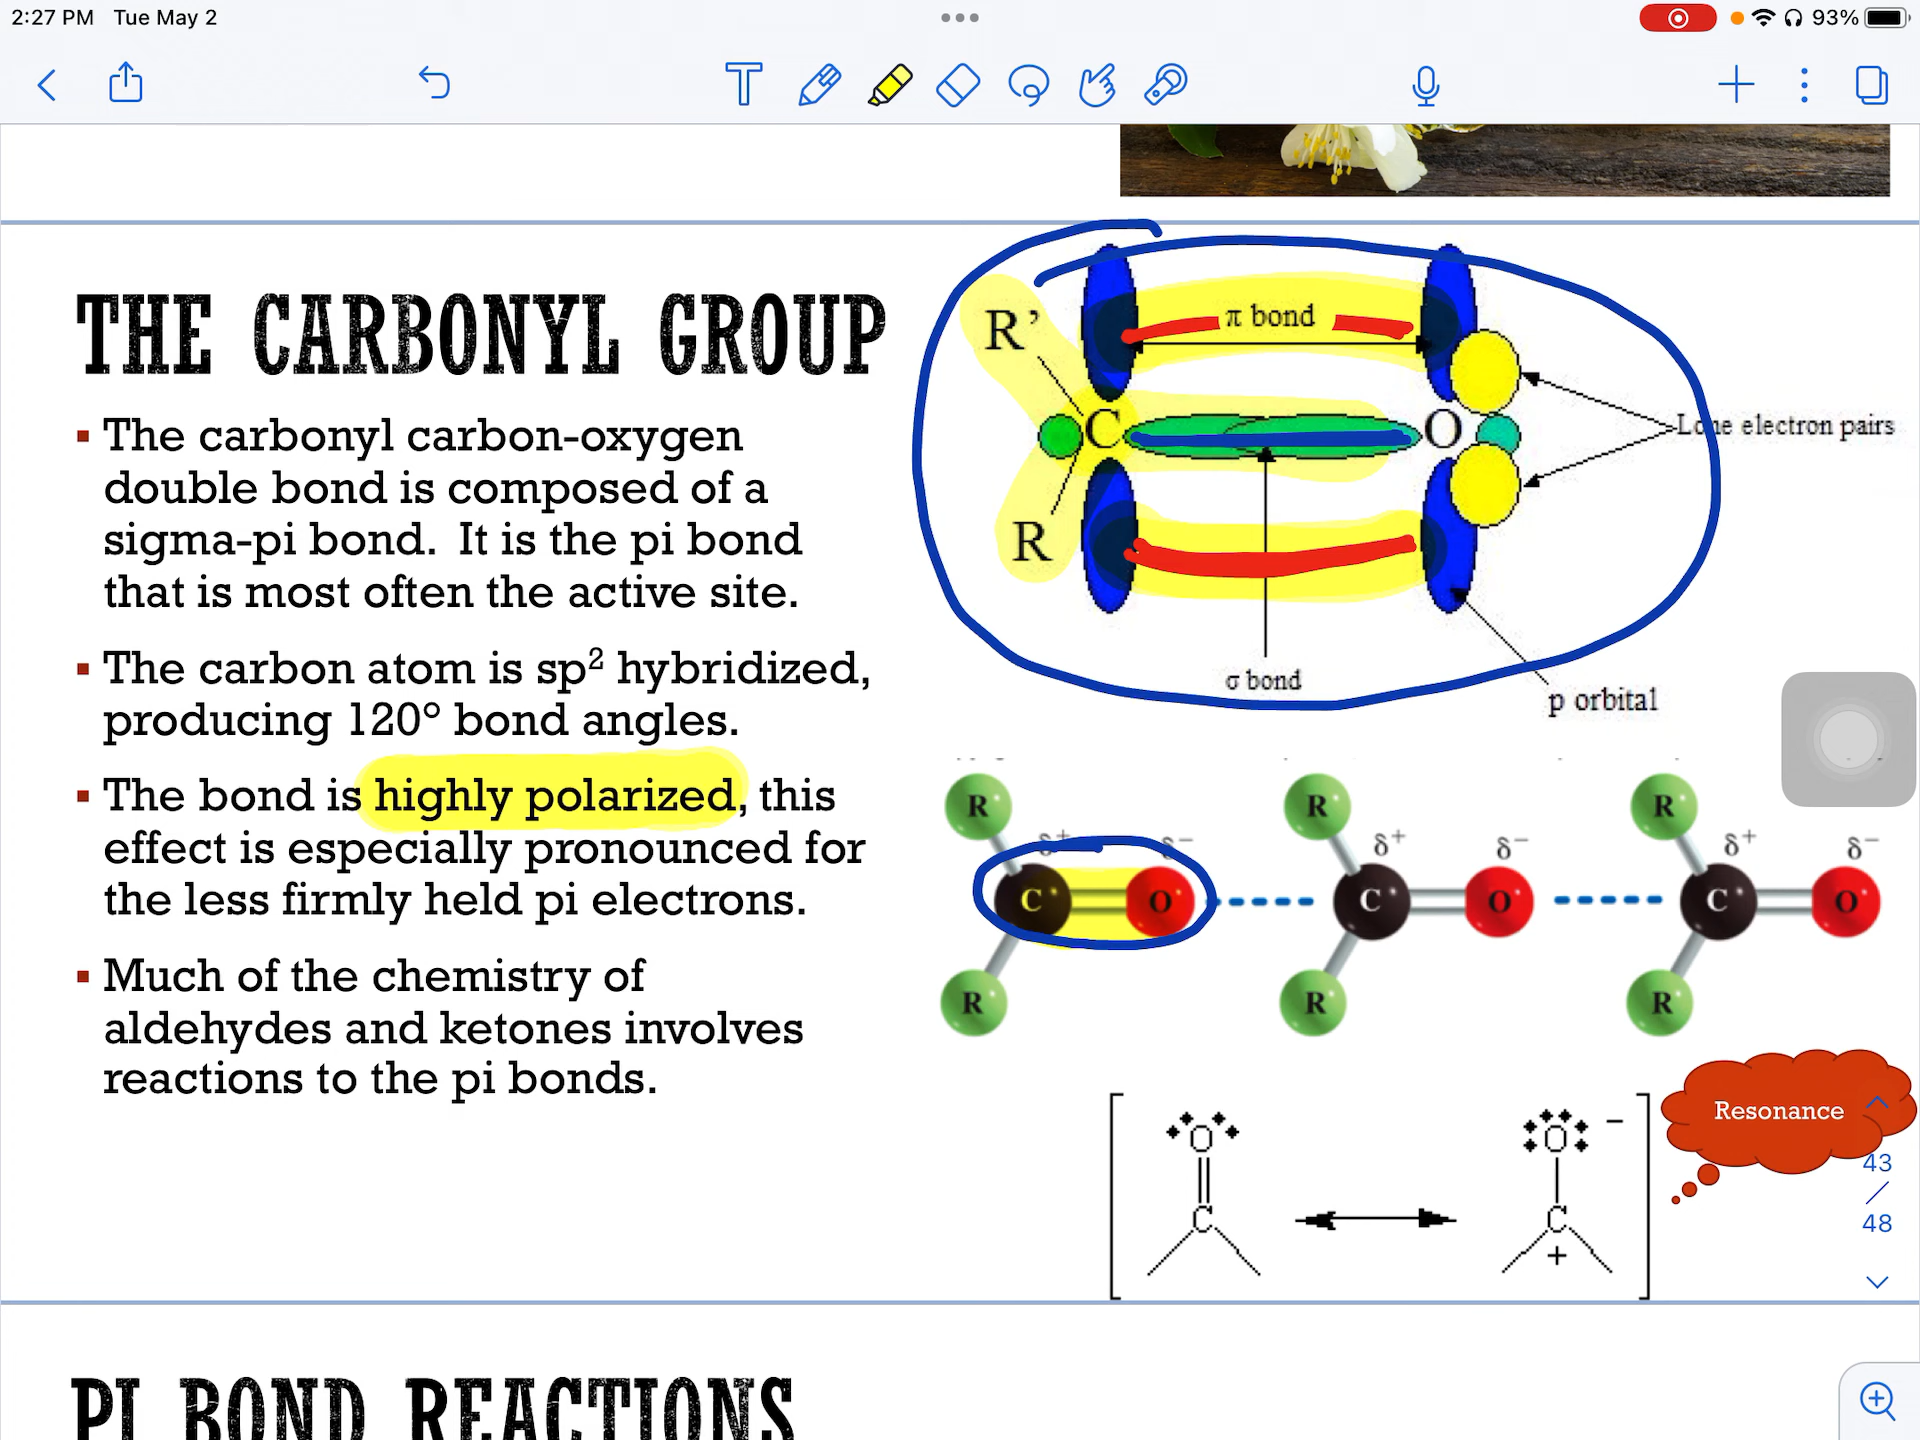 2:27 PM Tue May 2
93%
THE CARBONYL GROUP
The carbonyl carbon-oxygen
double bond is composed of a
sigma-pi bond. It is the pi bond
that is most often the active site.
The carbon atom is sp² hybridized,
producing 120° bond angles.
The bond is highly polarized, this
effect is especially pronounced for
the less firmly held pi electrons.
Much of the chemistry of
aldehydes and ketones involves
reactions to the pi bonds.
R’
π bond
C
O
Lone electron pairs
R
σ bond
p orbital
R R R
δ+ δ− δ+ δ− δ+ δ−
C O C O C O
R R R
O O −
C C
+
Resonance
43
/
48
PI BOND REACTIONS